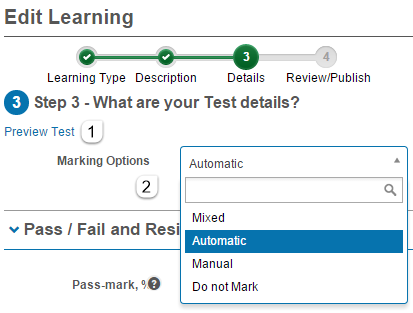 Edit Learning
3 4
Learning Type Description Details Review/Publish
3 Step 3 - What are your Test details?
Preview Test 1
Marking Options Automatic
2
Mixed
Pass / Fail and Resi Automatic
Manual
Pass-mark, % Do not Mark